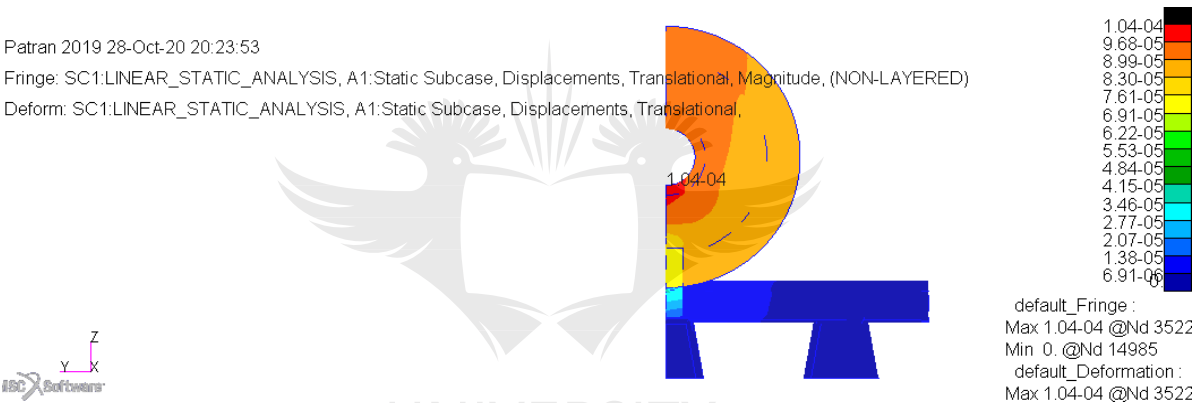 Patran 2019 28-Oct-20 20:23:53
Fringe: SC1:LINEAR_STATIC_ANALYSIS, A1:Static Subcase, Displacements, Translational, Magnitude, (NON-LAYERED)
Deform: SC1:LINEAR_STATIC_ANALYSIS, A1:Static Subcase, Displacements, Translational,
1.04-04
1.04-04
9.68-05
8.99-05
8.30-05
7.61-05
6.91-05
6.22-05
5.53-05
4.84-05
4.15-05
3.46-05
2.77-05
2.07-05
1.38-05
6.91-06
0.
default_Fringe :
Max 1.04-04 @Nd 3522
Min 0. @Nd 14985
default_Deformation :
Max 1.04-04 @Nd 3522
Z
Y X
Software